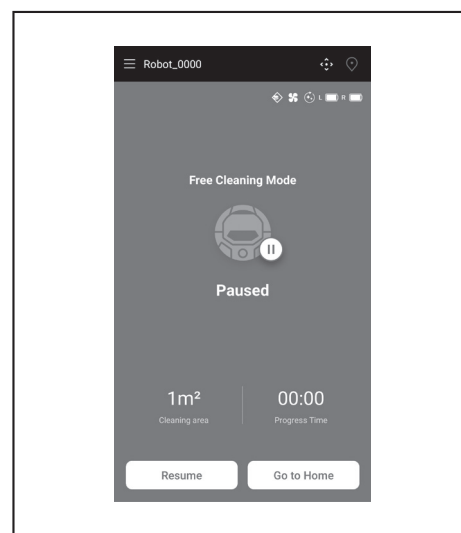 Robot_0000
L R
Free Cleaning Mode
Paused
1m² 00:00
Cleaning area Progress Time
Resume Go to Home